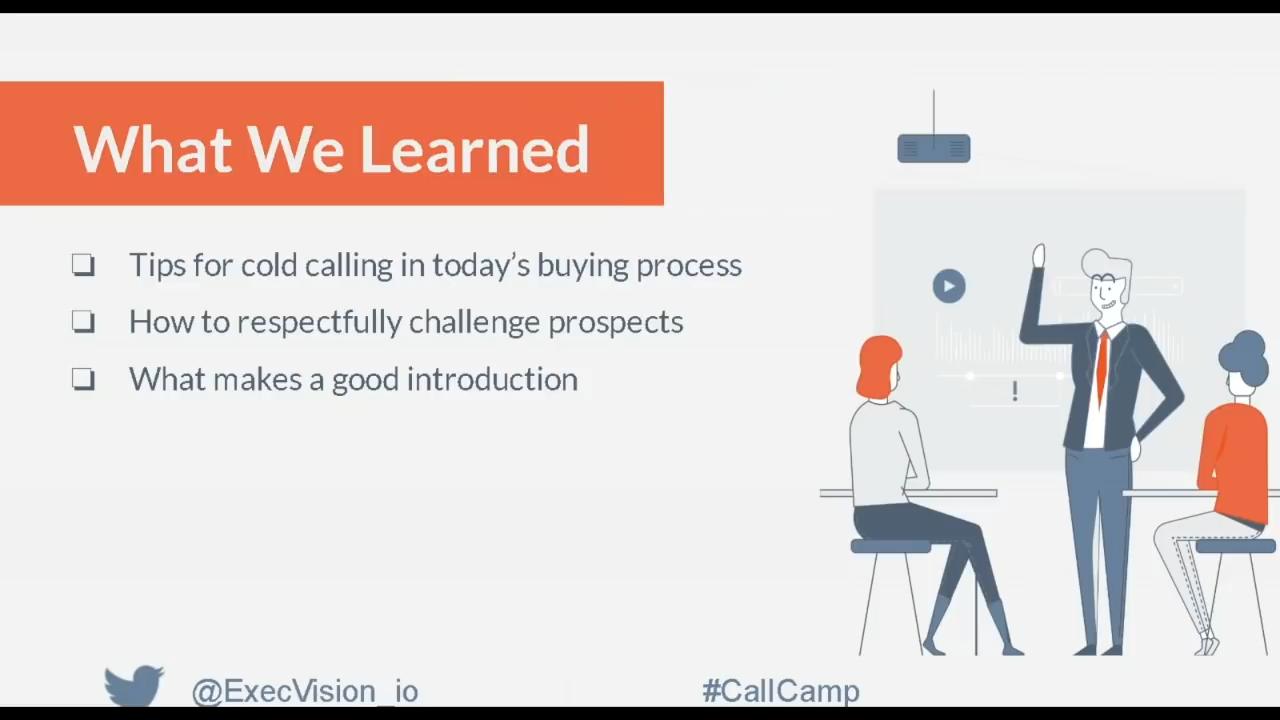 What We Learned
❏ Tips for cold calling in today’s buying process
❏ How to respectfully challenge prospects
❏ What makes a good introduction
!
@ExecVision_io
#CallCamp